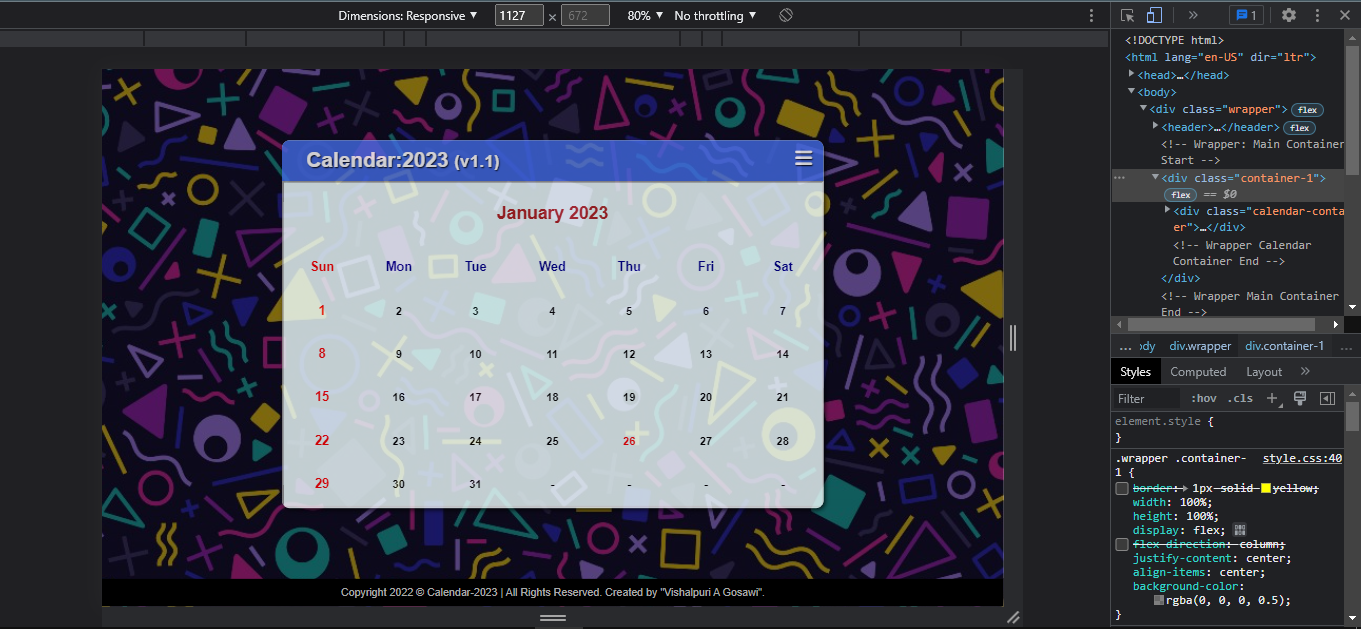 Dimensions: Responsive ▼ 1127 × 672 80% ▼ No throttling ▼
1
Calendar:2023 (v1.1)
January 2023
Sun Mon Tue Wed Thu Fri Sat
1 2 3 4 5 6 7
8 9 10 11 12 13 14
15 16 17 18 19 20 21
22 23 24 25 26 27 28
29 30 31 - - - -
Copyright 2022 © Calendar-2023 | All Rights Reserved. Created by "Vishalpuri A Gosawi".
<!DOCTYPE html>
<html lang="en-US" dir="ltr">
<head>…</head>
<body>
<div class="wrapper"> flex
<header>…</header> flex
<!-- Wrapper: Main Container
Start -->
<div class="container-1">
flex == $0
<div class="calendar-conta
er">…</div>
<!-- Wrapper Calendar
Container End -->
</div>
<!-- Wrapper Main Container
End -->
… ody div.wrapper div.container-1 …
Styles Computed Layout »
Filter :hov .cls +
element.style {
}
.wrapper .container-
1 {
style.css:40
border: 1px solid yellow;
width: 100%;
height: 100%;
display: flex;
flex-direction: column;
justify-content: center;
align-items: center;
background-color:
rgba(0, 0, 0, 0.5);
}